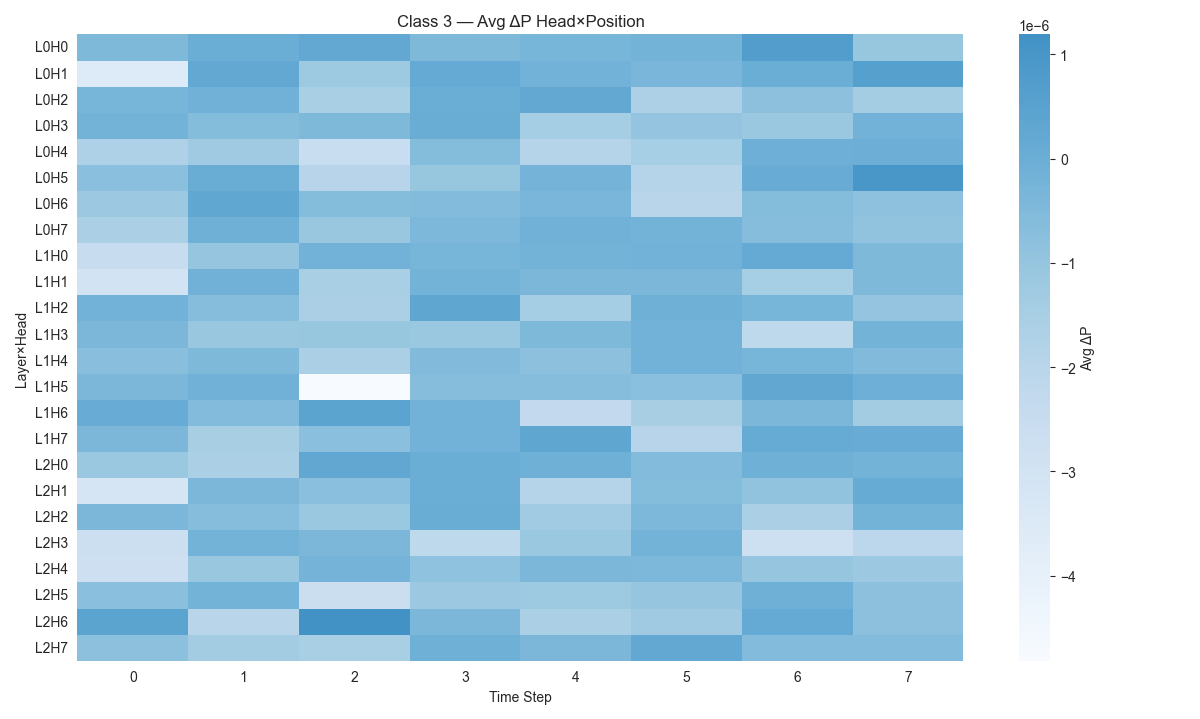 Class 3 — Avg ΔP Head×Position
1e−6
L0H0
L0H1
L0H2
L0H3
L0H4
L0H5
L0H6
L0H7
L1H0
L1H1
L1H2
L1H3
L1H4
L1H5
L1H6
L1H7
L2H0
L2H1
L2H2
L2H3
L2H4
L2H5
L2H6
L2H7
Layer×Head
0 1 2 3 4 5 6 7
Time Step
1
0
−1
−2
−3
−4
Avg ΔP